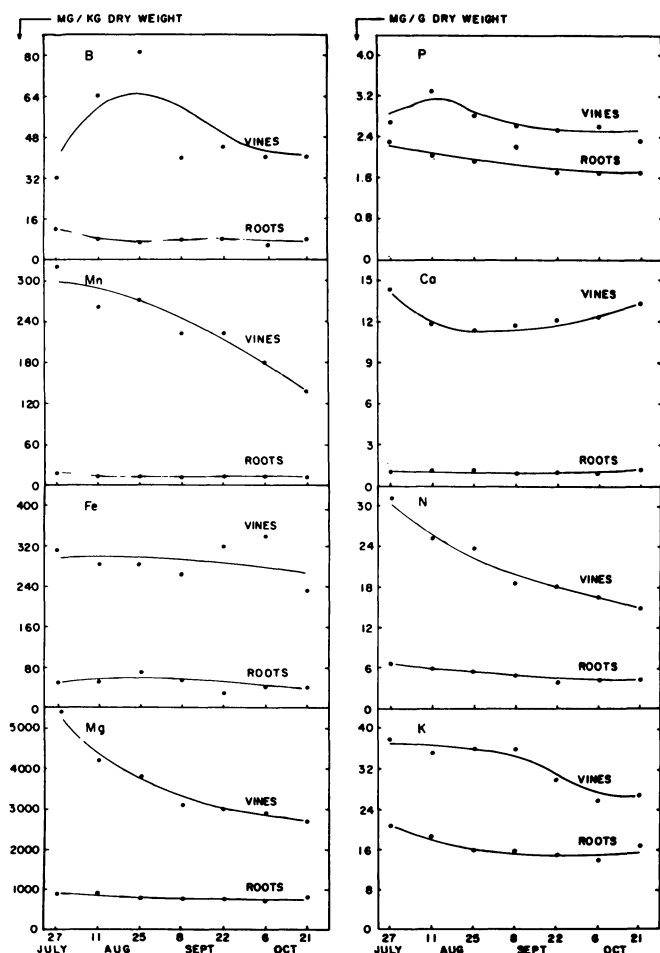 MG/KG DRY WEIGHT
B
80
64
48
32
16
0
VINES
ROOTS
Mn
300
240
180
120
60
0
VINES
ROOTS
Fe
400
320
240
160
80
0
VINES
ROOTS
Mg
5000
4000
3000
2000
1000
0
VINES
ROOTS
27 11 25 8 22 6 21
JULY AUG SEPT OCT
MG/G DRY WEIGHT
P
4.0
3.2
2.4
1.6
0.8
0
VINES
ROOTS
Ca
15
12
9
6
3
0
VINES
ROOTS
N
30
24
18
12
6
0
VINES
ROOTS
K
40
32
24
16
8
0
VINES
ROOTS
27 11 25 8 22 6 21
JULY AUG SEPT OCT